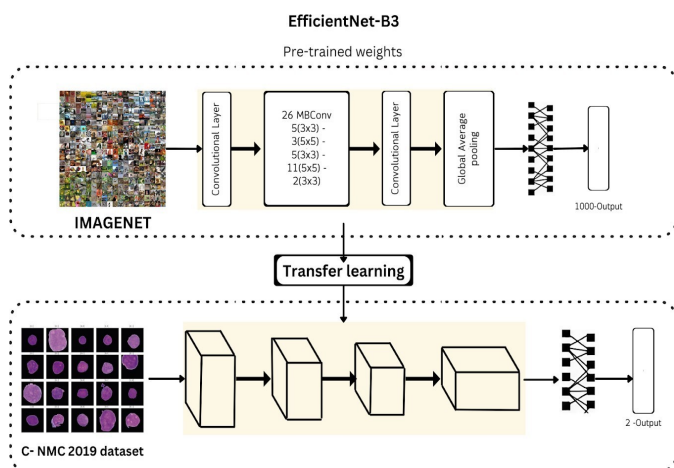 EfficientNet-B3
Pre-trained weights
IMAGENET
Convolutional Layer
26 MBConv
5(3x3) -
3(5x5) -
5(3x3) -
11(5x5) -
2(3x3)
Convolutional Layer
Global Average
pooling
1000-Output
Transfer learning
C- NMC 2019 dataset
2 -Output